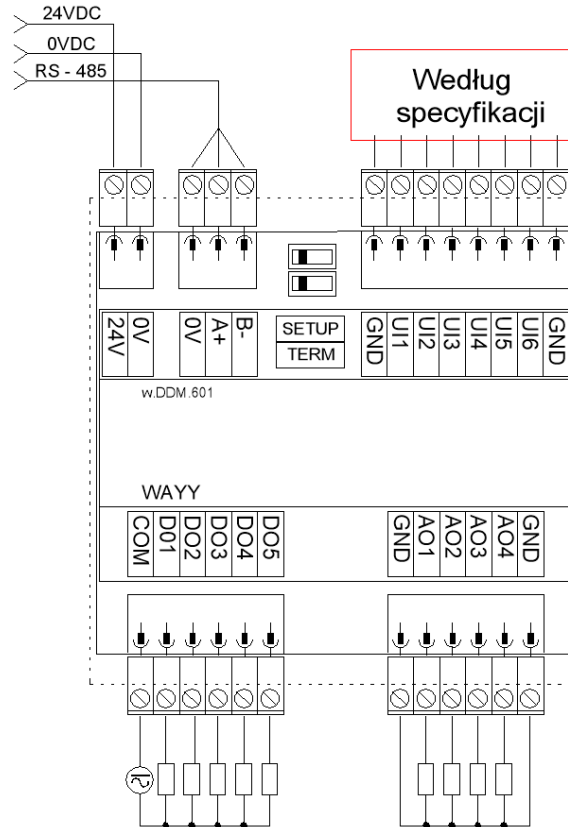 24VDC
0VDC
RS - 485
Według
specyfikacji
24V
0V
0V
A+
B-
SETUP
TERM
GND
UI1
UI2
UI3
UI4
UI5
UI6
GND
w.DDM.601
WAYY
COM
D01
DO2
DO3
DO4
DO5
GND
AO1
AO2
AO3
AO4
GND